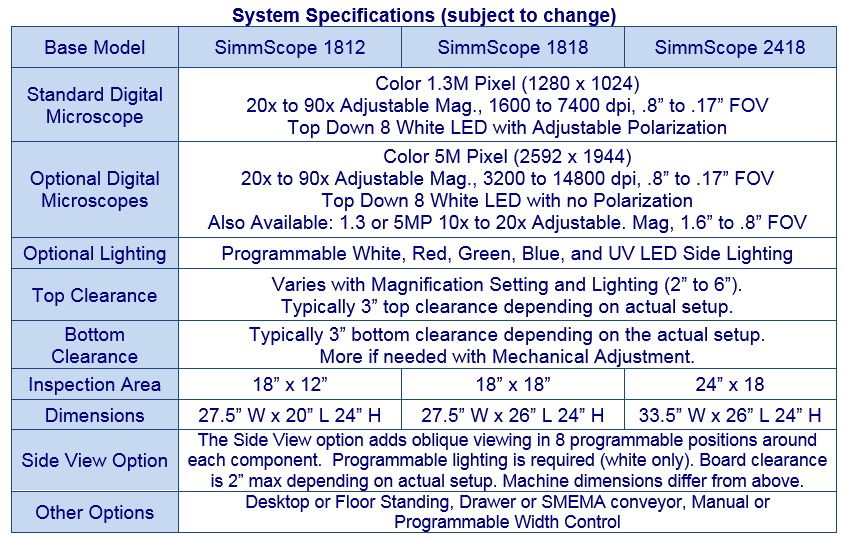 System Specifications (subject to change)
Base Model SimmScope 1812 SimmScope 1818 SimmScope 2418
Standard Digital
Microscope
Color 1.3M Pixel (1280 x 1024)
20x to 90x Adjustable Mag., 1600 to 7400 dpi, .8” to .17” FOV
Top Down 8 White LED with Adjustable Polarization
Optional Digital
Microscopes
Color 5M Pixel (2592 x 1944)
20x to 90x Adjustable Mag., 3200 to 14800 dpi, .8” to .17” FOV
Top Down 8 White LED with no Polarization
Also Available: 1.3 or 5MP 10x to 20x Adjustable. Mag, 1.6” to .8” FOV
Optional Lighting Programmable White, Red, Green, Blue, and UV LED Side Lighting
Top Clearance
Varies with Magnification Setting and Lighting (2” to 6”).
Typically 3” top clearance depending on actual setup.
Bottom
Clearance
Typically 3” bottom clearance depending on the actual setup.
More if needed with Mechanical Adjustment.
Inspection Area 18” x 12” 18” x 18” 24” x 18
Dimensions 27.5” W x 20” L 24” H 27.5” W x 26” L 24” H 33.5” W x 26” L 24” H
Side View Option
The Side View option adds oblique viewing in 8 programmable positions around
each component. Programmable lighting is required (white only). Board clearance
is 2” max depending on actual setup. Machine dimensions differ from above.
Other Options
Desktop or Floor Standing, Drawer or SMEMA conveyor, Manual or
Programmable Width Control